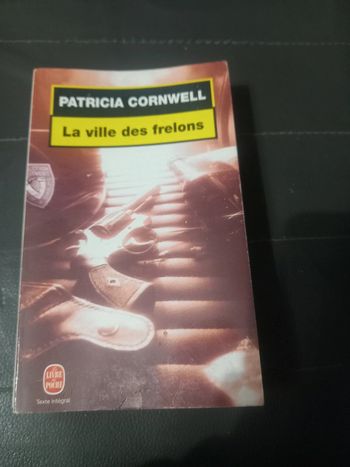 PATRICIA CORNWELL
La ville des frelons
LE LIVRE
DE POCHE
Texte intégral